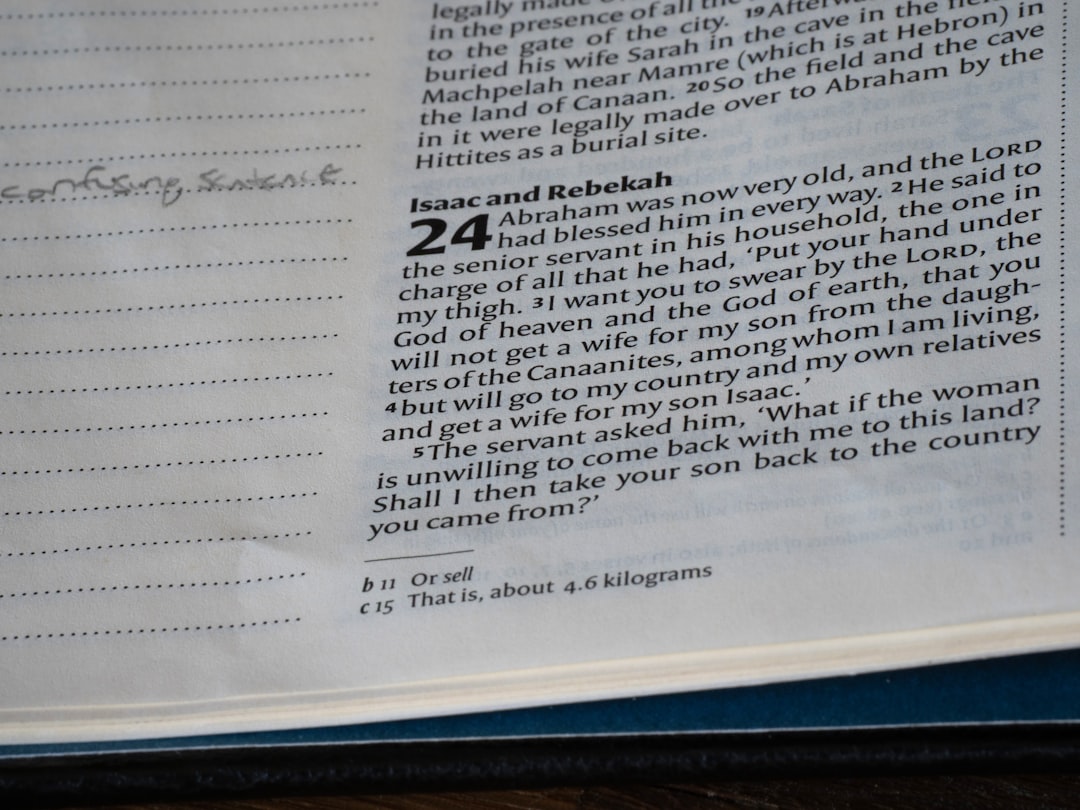 legally made
in the presence of all the
to the gate of the city. 19 Afterwa
buried his wife Sarah in the cave in the
Machpelah near Mamre (which is at Hebron) in
the land of Canaan. 20 So the field and the cave
in it were legally made over to Abraham by the
Hittites as a burial site.
confusing sentence
Isaac and Rebekah
24 Abraham was now very old, and the LORD
had blessed him in every way. 2 He said to
the senior servant in his household, the one in
charge of all that he had, ‘Put your hand under
my thigh. 3 I want you to swear by the LORD, the
God of heaven and the God of earth, that you
will not get a wife for my son from the daugh-
ters of the Canaanites, among whom I am living,
4 but will go to my country and my own relatives
and get a wife for my son Isaac.’
5 The servant asked him, ‘What if the woman
is unwilling to come back with me to this land?
Shall I then take your son back to the country
you came from?’
b 11 Or sell
c 15 That is, about 4.6 kilograms